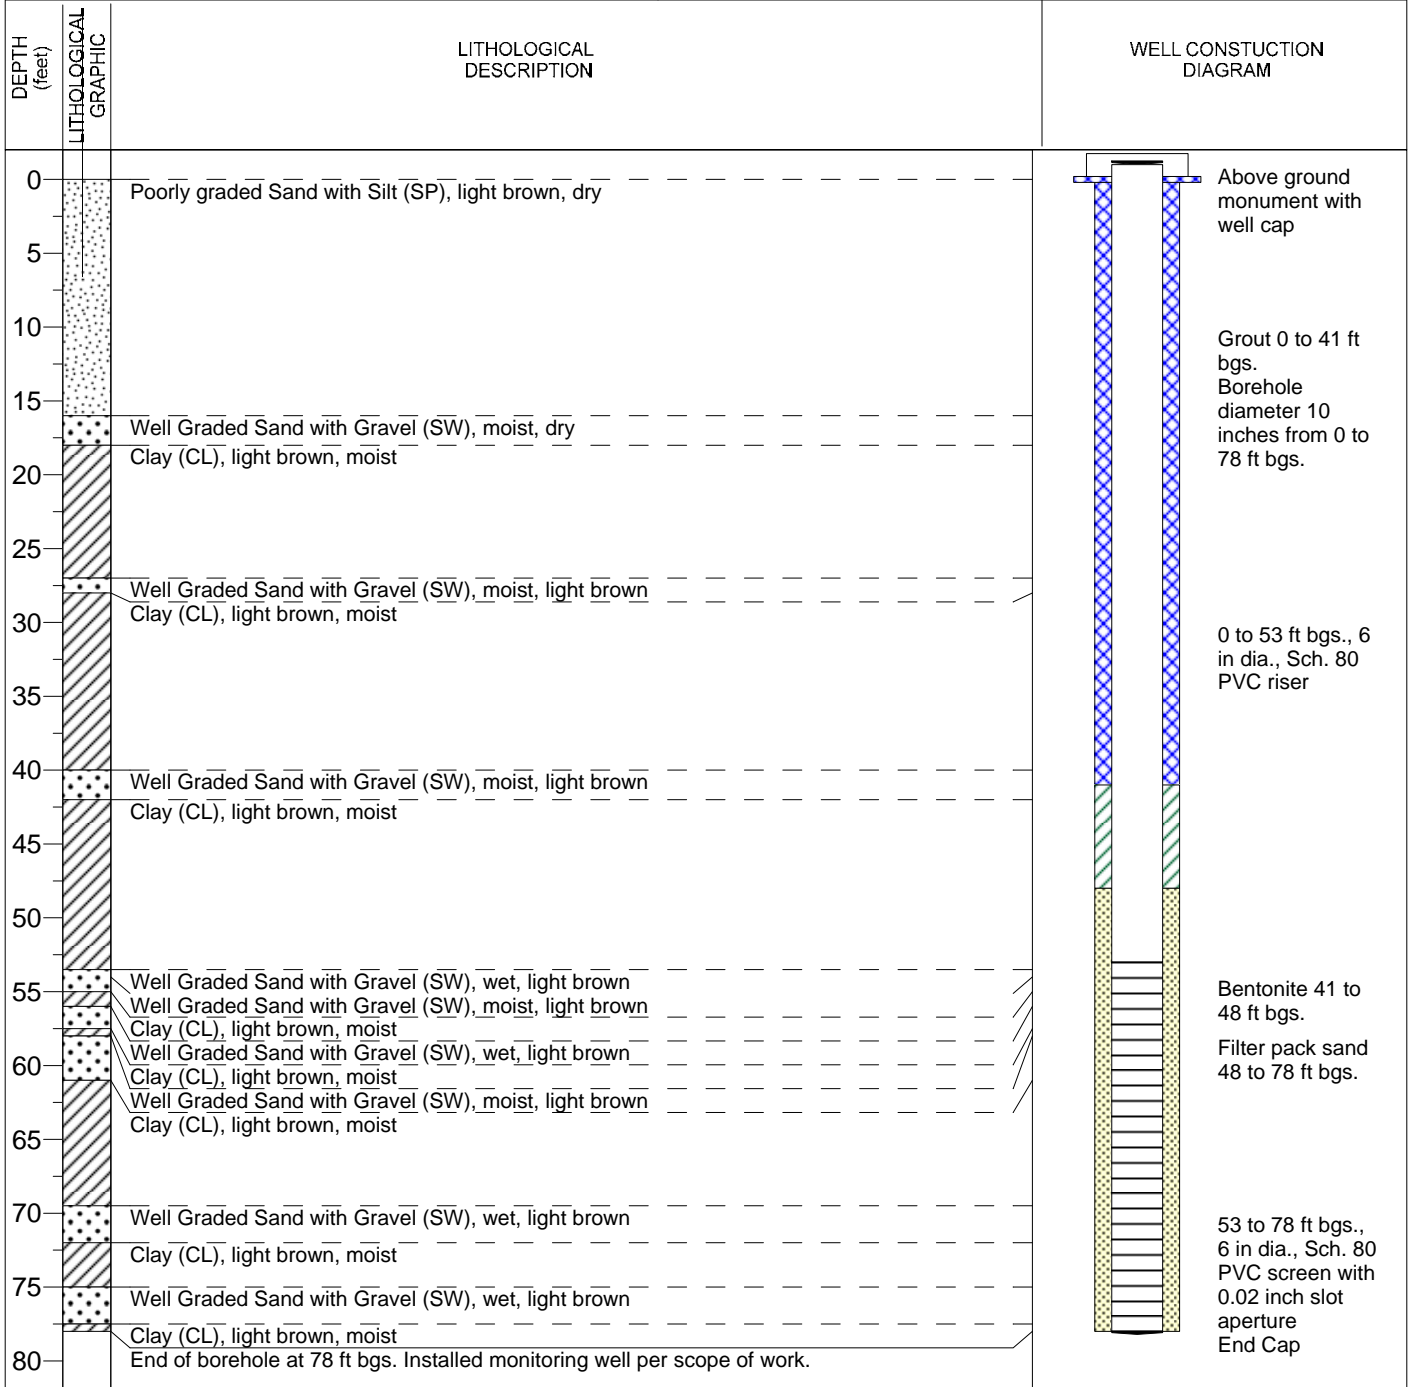 DEPTH
(feet)
LITHOLOGICAL
GRAPHIC
LITHOLOGICAL
DESCRIPTION
WELL CONSTUCTION
DIAGRAM
0
5
10
15
20
25
30
35
40
45
50
55
60
65
70
75
80
Poorly graded Sand with Silt (SP), light brown, dry
Well Graded Sand with Gravel (SW), moist, dry
Clay (CL), light brown, moist
Well Graded Sand with Gravel (SW), moist, light brown
Clay (CL), light brown, moist
Well Graded Sand with Gravel (SW), moist, light brown
Clay (CL), light brown, moist
Well Graded Sand with Gravel (SW), wet, light brown
Well Graded Sand with Gravel (SW), moist, light brown
Clay (CL), light brown, moist
Well Graded Sand with Gravel (SW), wet, light brown
Clay (CL), light brown, moist
Well Graded Sand with Gravel (SW), moist, light brown
Clay (CL), light brown, moist
Well Graded Sand with Gravel (SW), wet, light brown
Clay (CL), light brown, moist
Well Graded Sand with Gravel (SW), wet, light brown
Clay (CL), light brown, moist
End of borehole at 78 ft bgs. Installed monitoring well per scope of work.
Above ground
monument with
well cap
Grout 0 to 41 ft
bgs.
Borehole
diameter 10
inches from 0 to
78 ft bgs.
0 to 53 ft bgs., 6
in dia., Sch. 80
PVC riser
Bentonite 41 to
48 ft bgs.
Filter pack sand
48 to 78 ft bgs.
53 to 78 ft bgs.,
6 in dia., Sch. 80
PVC screen with
0.02 inch slot
aperture
End Cap